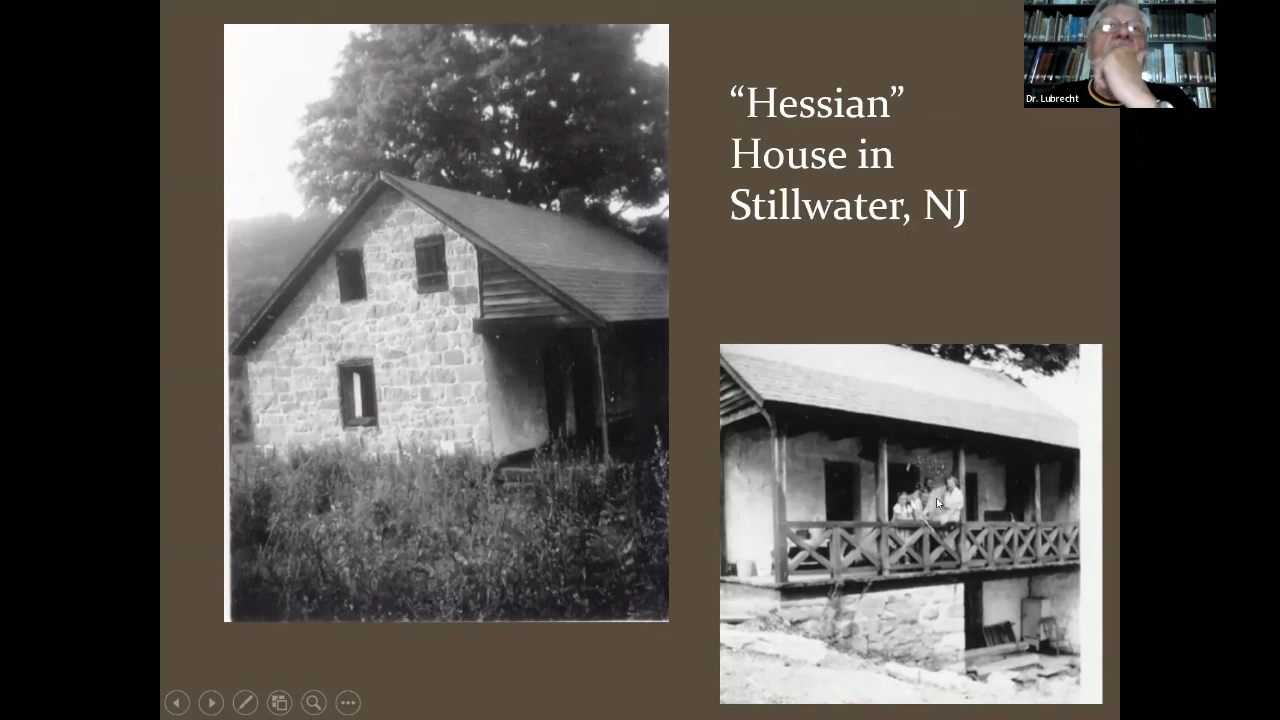 “Hessian”
House in
Stillwater, NJ
Dr. Lubrecht